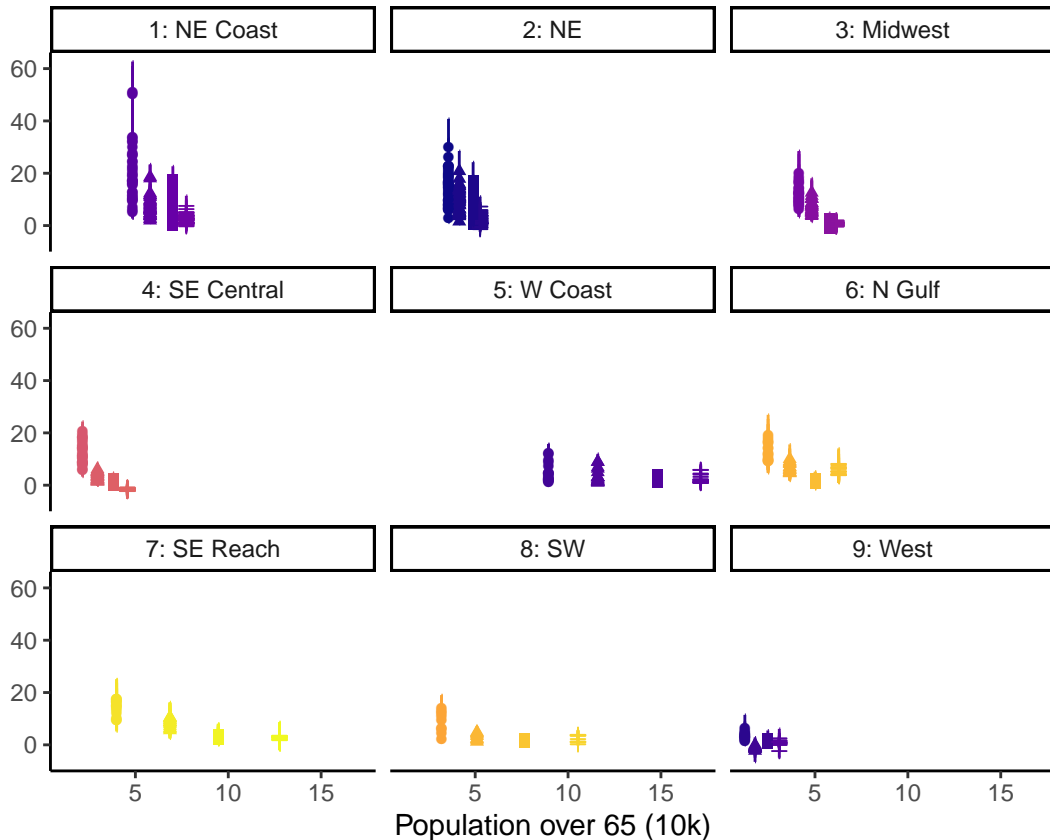 1: NE Coast 2: NE 3: Midwest
60
40
20
0
4: SE Central 5: W Coast 6: N Gulf
60
40
20
0
7: SE Reach 8: SW 9: West
60
40
20
0
5 10 15 5 10 15 5 10 15
Population over 65 (10k)